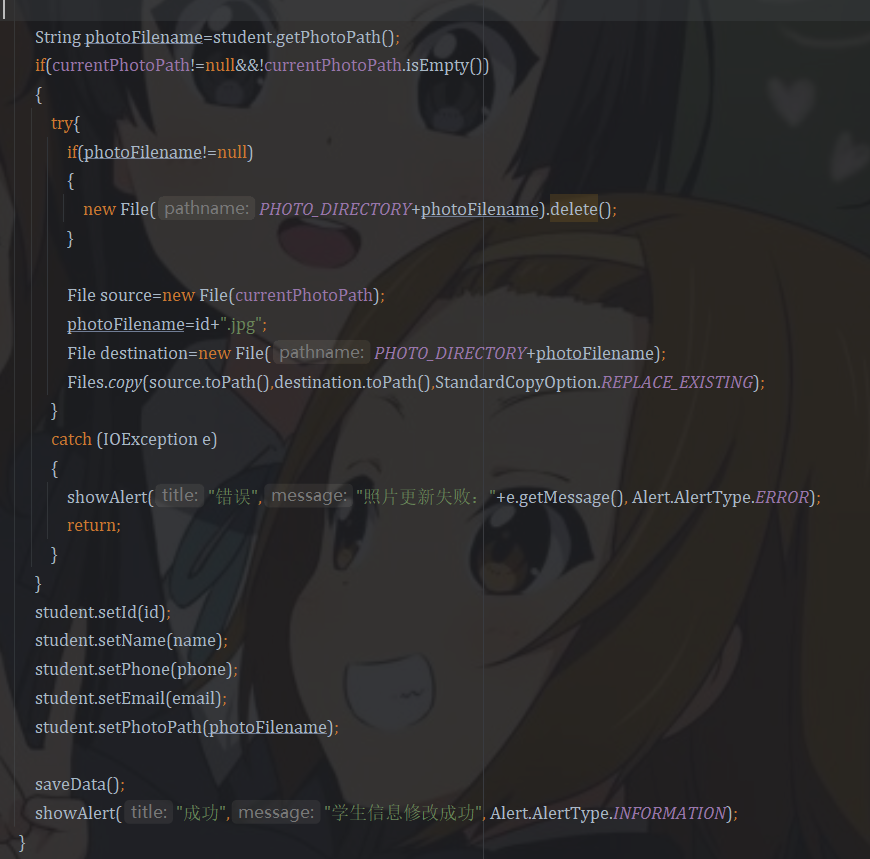 String photoFilename=student.getPhotoPath();
if(currentPhotoPath!=null&&!currentPhotoPath.isEmpty())
{
try{
if(photoFilename!=null)
{
new File( pathname: PHOTO_DIRECTORY+photoFilename).delete();
}
File source=new File(currentPhotoPath);
photoFilename=id+".jpg";
File destination=new File( pathname: PHOTO_DIRECTORY+photoFilename);
Files.copy(source.toPath(),destination.toPath(),StandardCopyOption.REPLACE_EXISTING);
}
catch (IOException e)
{
showAlert( title: "错误", message: "照片更新失败："+e.getMessage(), Alert.AlertType.ERROR);
return;
}
}
student.setId(id);
student.setName(name);
student.setPhone(phone);
student.setEmail(email);
student.setPhotoPath(photoFilename);
saveData();
showAlert( title: "成功", message: "学生信息修改成功", Alert.AlertType.INFORMATION);
}